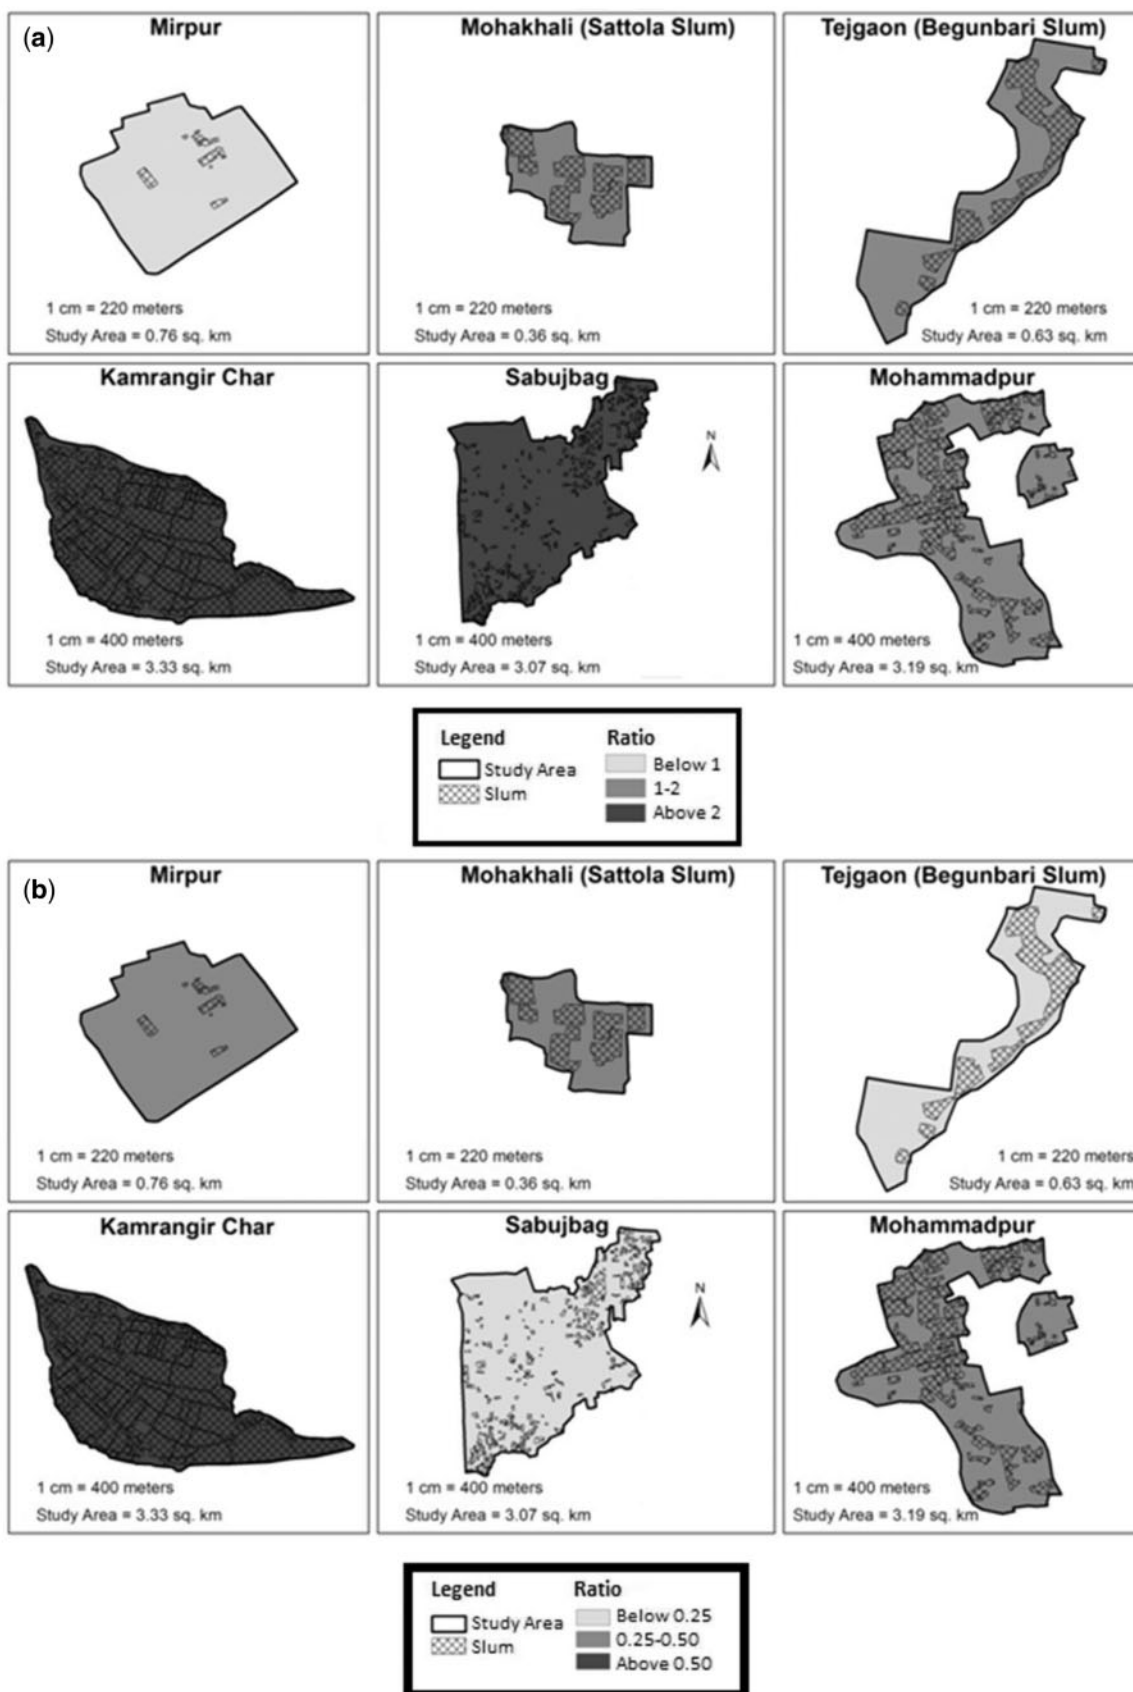 (a)
Mirpur
1 cm = 220 meters
Study Area = 0.76 sq. km
Mohakhali (Sattola Slum)
1 cm = 220 meters
Study Area = 0.36 sq. km
Tejgaon (Begunbari Slum)
1 cm = 220 meters
Study Area = 0.63 sq. km
Kamrangir Char
1 cm = 400 meters
Study Area = 3.33 sq. km
Sabujbag
N
1 cm = 400 meters
Study Area = 3.07 sq. km
Mohammadpur
1 cm = 400 meters
Study Area = 3.19 sq. km
Legend
Study Area
Slum
Ratio
Below 1
1-2
Above 2
(b)
Mirpur
1 cm = 220 meters
Study Area = 0.76 sq. km
Mohakhali (Sattola Slum)
1 cm = 220 meters
Study Area = 0.36 sq. km
Tejgaon (Begunbari Slum)
1 cm = 220 meters
Study Area = 0.63 sq. km
Kamrangir Char
1 cm = 400 meters
Study Area = 3.33 sq. km
Sabujbag
N
1 cm = 400 meters
Study Area = 3.07 sq. km
Mohammadpur
1 cm = 400 meters
Study Area = 3.19 sq. km
Legend
Study Area
Slum
Ratio
Below 0.25
0.25-0.50
Above 0.50